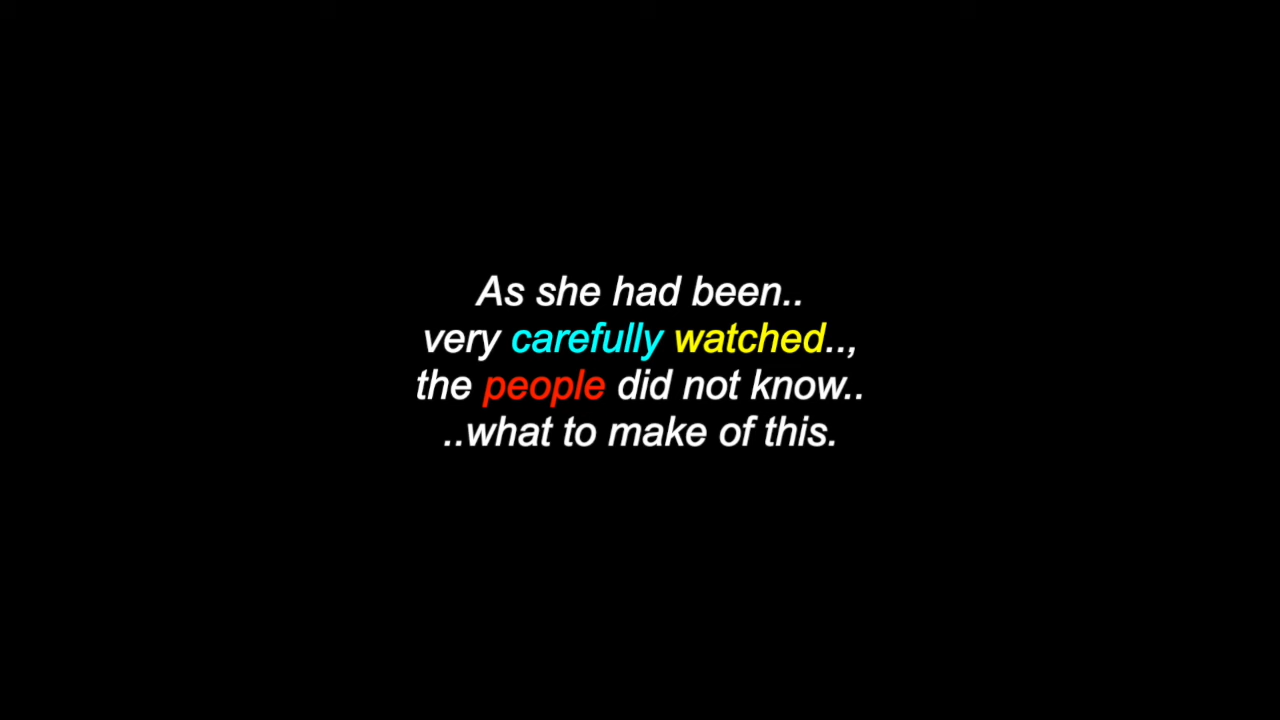 As she had been..
very carefully watched..,
the people did not know..
..what to make of this.